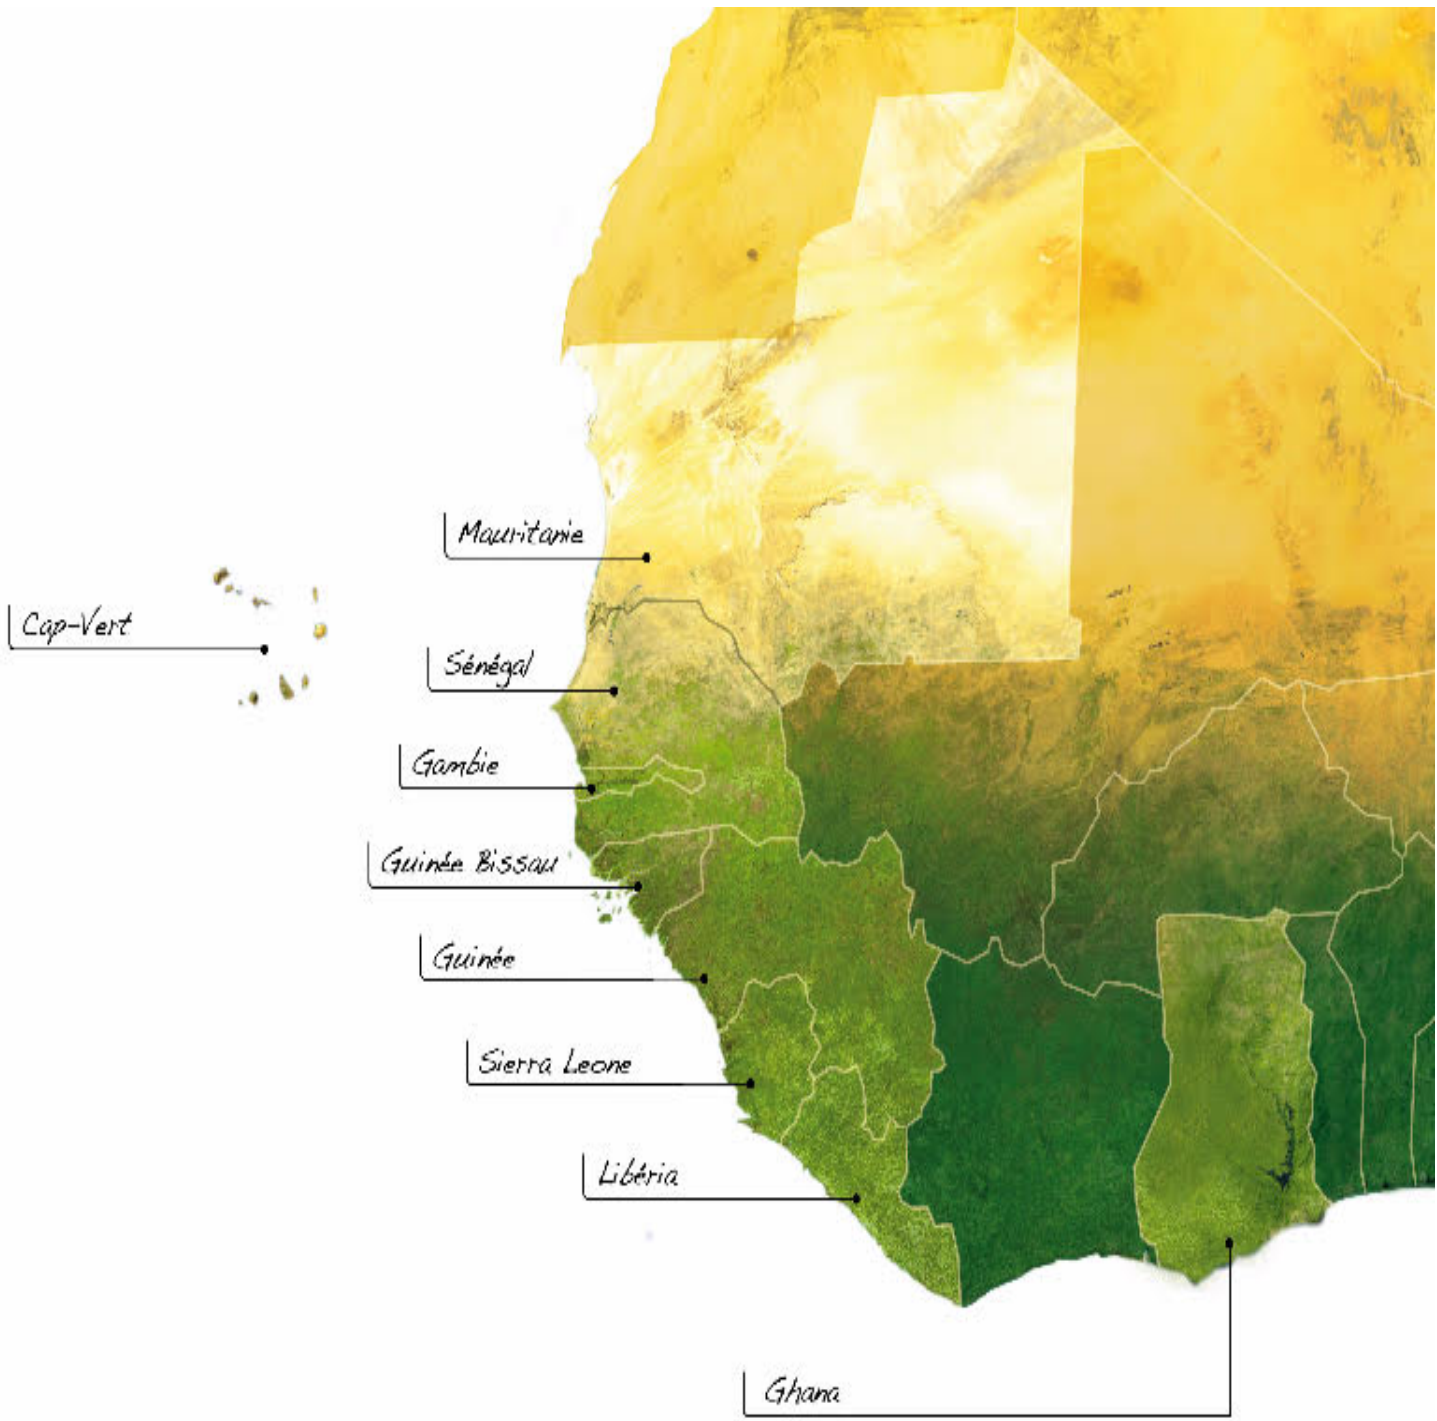 Mauritanie
Cap-Vert
Sénégal
Gambie
Guinée Bissau
Guinée
Sierra Leone
Libéria
Ghana